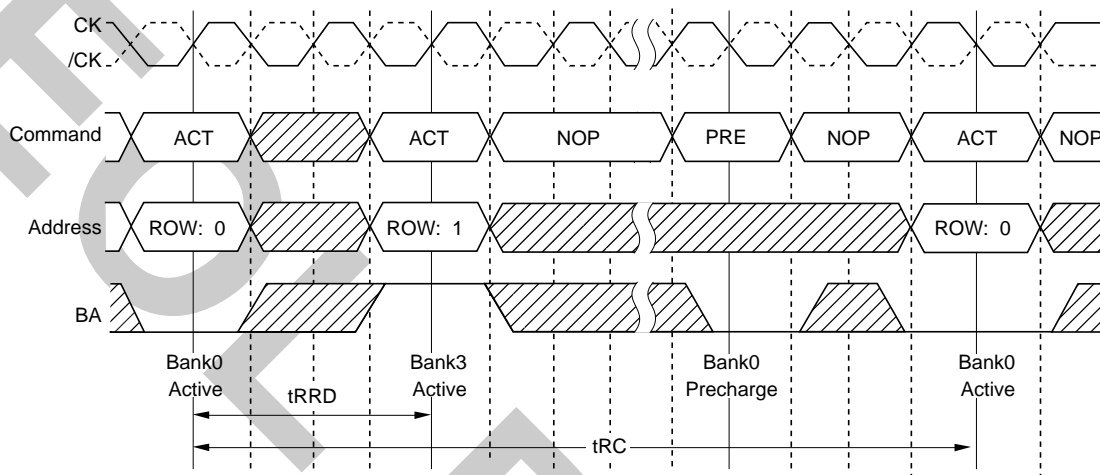 CK
/CK
Command ACT ACT NOP PRE NOP ACT NOP
Address ROW: 0 ROW: 1 ROW: 0
BA
Bank0 Active
Bank3 Active
Bank0 Precharge
Bank0 Active
tRRD
tRC